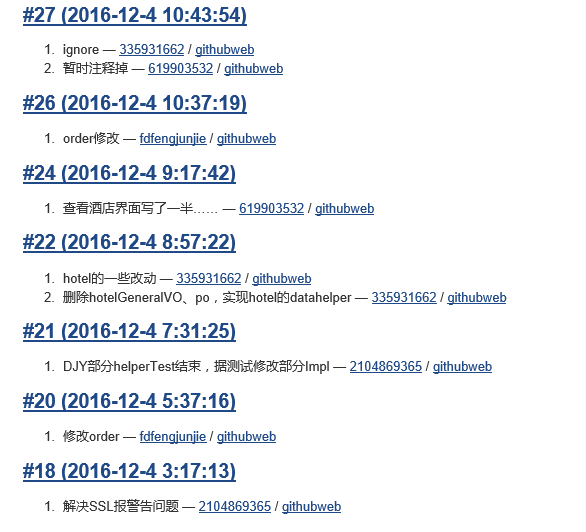 #27 (2016-12-4 10:43:54)
1. ignore — 335931662 / githubweb
2. 暂时注释掉 — 619903532 / githubweb
#26 (2016-12-4 10:37:19)
1. order修改 — fdfengjunjie / githubweb
#24 (2016-12-4 9:17:42)
1. 查看酒店界面写了一半…… — 619903532 / githubweb
#22 (2016-12-4 8:57:22)
1. hotel的一些改动 — 335931662 / githubweb
2. 删除hotelGeneralVO、po，实现hotel的datahelper — 335931662 / githubweb
#21 (2016-12-4 7:31:25)
1. DJY部分helperTest结束，据测试修改部分Impl — 2104869365 / githubweb
#20 (2016-12-4 5:37:16)
1. 修改order — fdfengjunjie / githubweb
#18 (2016-12-4 3:17:13)
1. 解决SSL报警告问题 — 2104869365 / githubweb